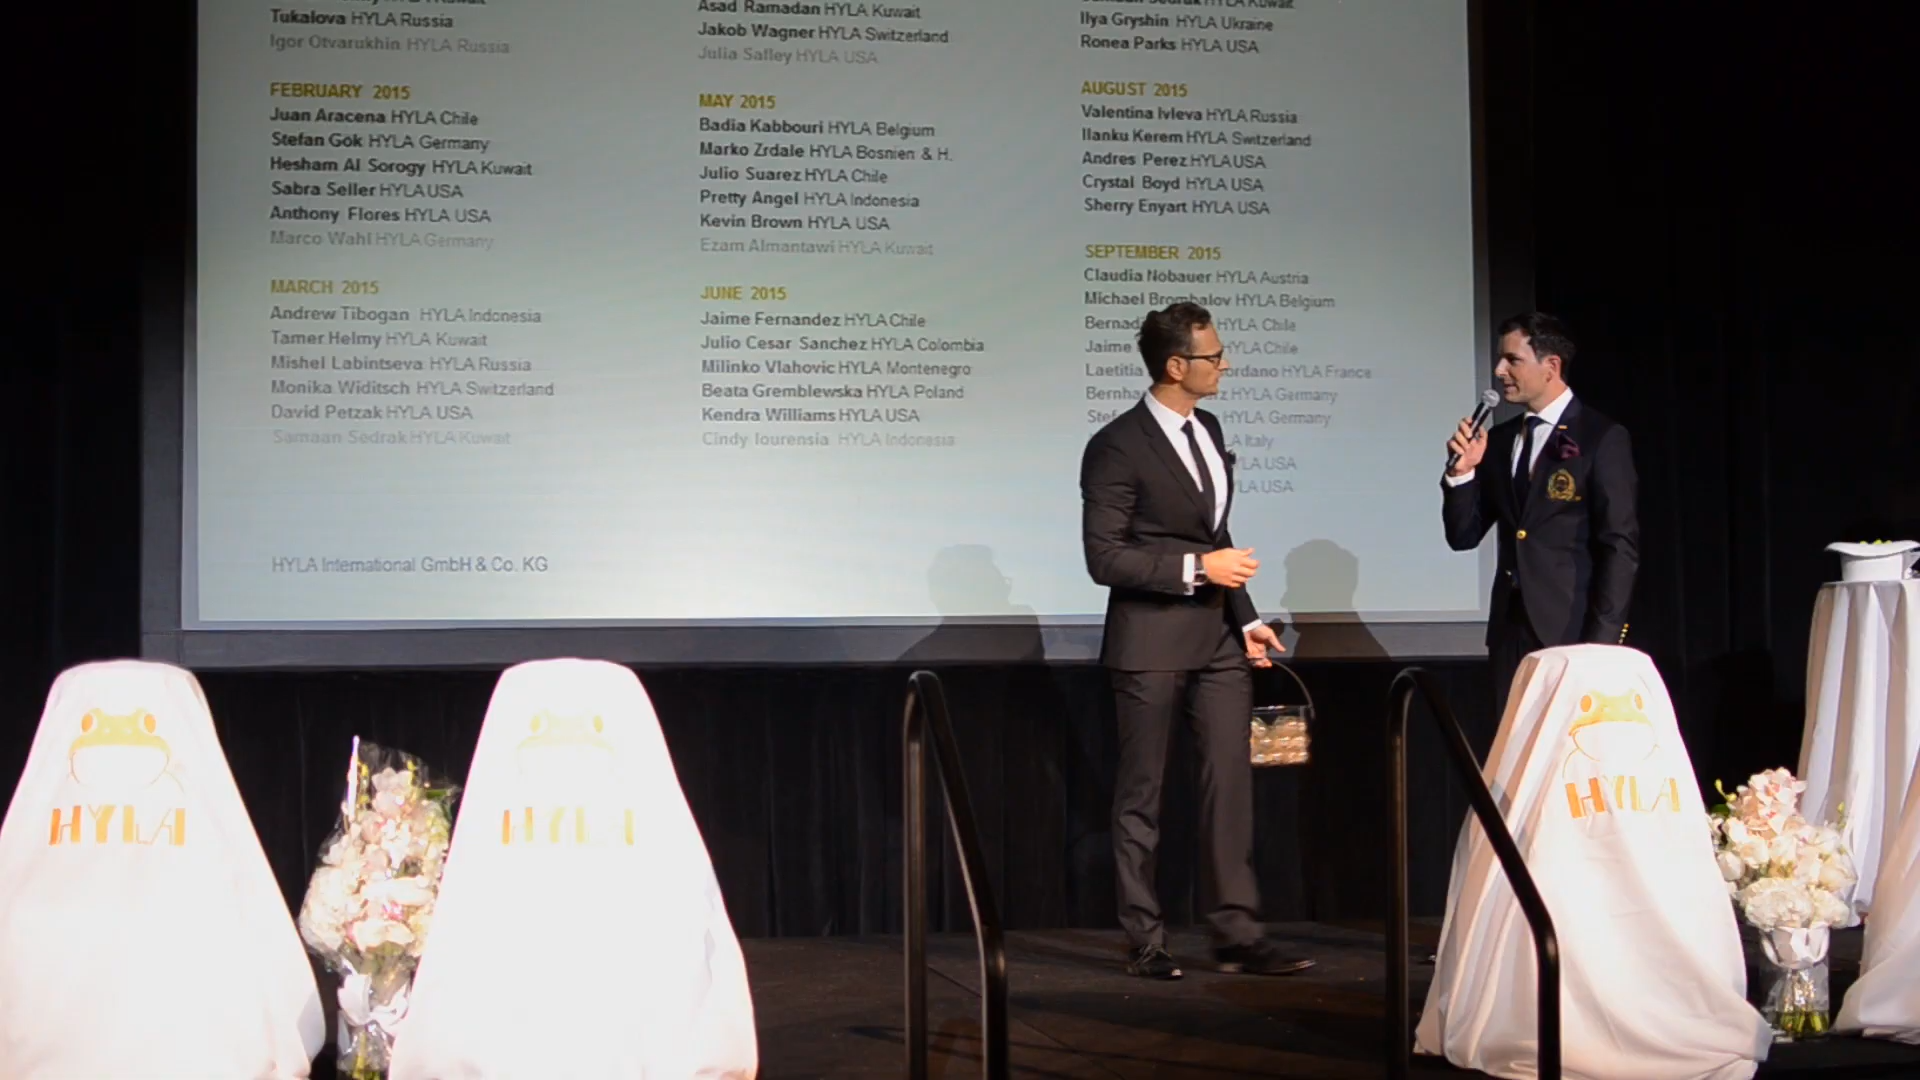 Tukalova HYLA Russia
Igor Otvarukhin HYLA Russia
FEBRUARY 2015
Juan Aracena HYLA Chile
Stefan Gök HYLA Germany
Hesham Al Sorogy HYLA Kuwait
Sabra Seller HYLA USA
Anthony Flores HYLA USA
Marco Wahl HYLA Germany
MARCH 2015
Andrew Tibogan HYLA Indonesia
Tamer Helmy HYLA Kuwait
Mishel Labintseva HYLA Russia
Monika Widitsch HYLA Switzerland
David Petzak HYLA USA
Samaan Sedrak HYLA Kuwait
HYLA International GmbH & Co. KG
Asad Ramadan HYLA Kuwait
Jakob Wagner HYLA Switzerland
Julia Salley HYLA USA
MAY 2015
Badia Kabbouri HYLA Belgium
Marko Zrdale HYLA Bosnien & H.
Julio Suarez HYLA Chile
Pretty Angel HYLA Indonesia
Kevin Brown HYLA USA
Ezam Almantawi HYLA Kuwait
JUNE 2015
Jaime Fernandez HYLA Chile
Julio Cesar Sanchez HYLA Colombia
Milinko Vlahovic HYLA Montenegro
Beata Gremblewska HYLA Poland
Kendra Williams HYLA USA
Cindy Iourensia HYLA Indonesia
Ilya Gryshin HYLA Ukraine
Ronea Parks HYLA USA
AUGUST 2015
Valentina Ivleva HYLA Russia
Ilanku Kerem HYLA Switzerland
Andres Perez HYLA USA
Crystal Boyd HYLA USA
Sherry Enyart HYLA USA
SEPTEMBER 2015
Claudia Nobauer HYLA Austria
Michael Brombalov HYLA Belgium
HYLA Chile
Jaime HYLA Chile
Laetitia HYLA France
HYLA Germany
HYLA Germany
Italy
USA
USA
HYLA
HYLA
HYLA